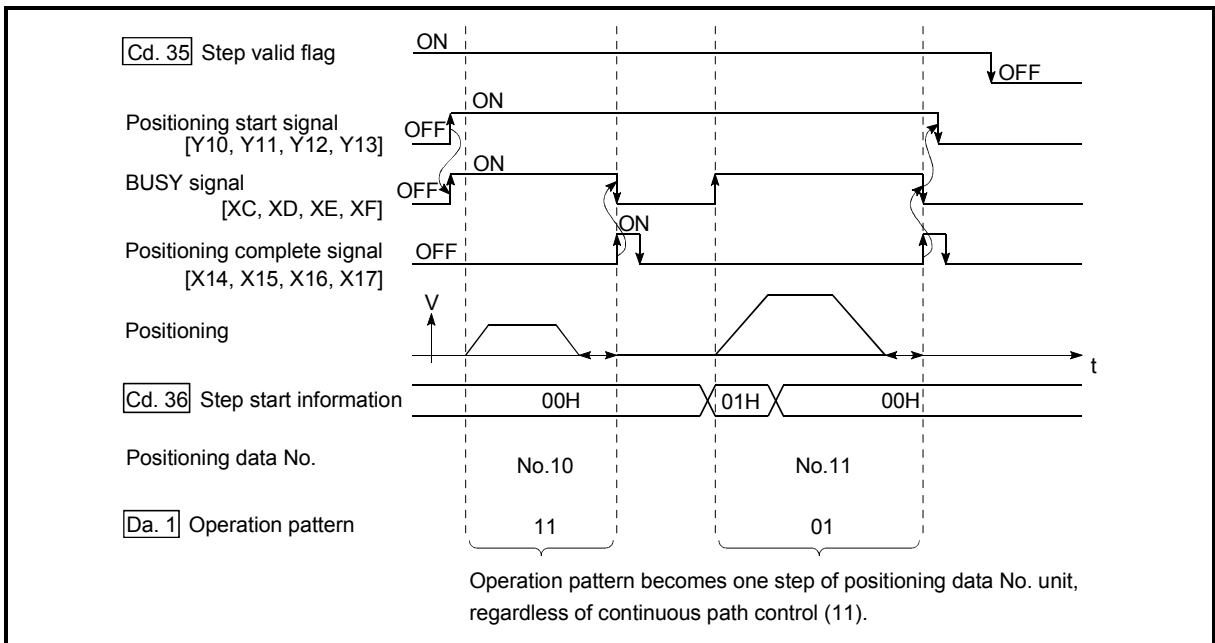 Cd. 35 Step valid flag
ON
OFF
Positioning start signal
[Y10, Y11, Y12, Y13]
OFF
ON
BUSY signal
[XC, XD, XE, XF]
OFF
ON
Positioning complete signal
[X14, X15, X16, X17]
OFF
ON
Positioning
V
t
Cd. 36 Step start information
00H
01H
00H
Positioning data No.
No.10
No.11
Da. 1 Operation pattern
11
01
Operation pattern becomes one step of positioning data No. unit,
regardless of continuous path control (11).